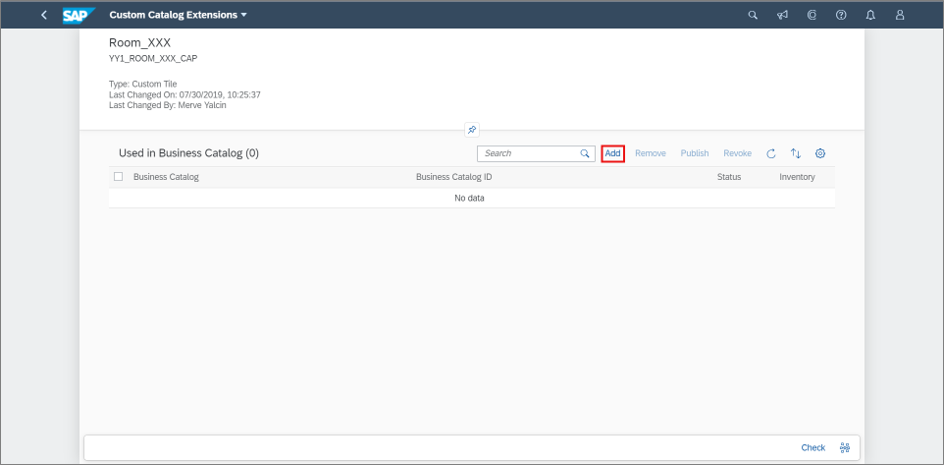 SAP Custom Catalog Extensions
Room_XXX
YY1_ROOM_XXX_CAP
Type: Custom Tile
Last Changed On: 07/30/2019, 10:25:37
Last Changed By: Merve Yalcin
Used in Business Catalog (0) Search Add Remove Publish Revoke
Business Catalog Business Catalog ID Status Inventory
No data
Check